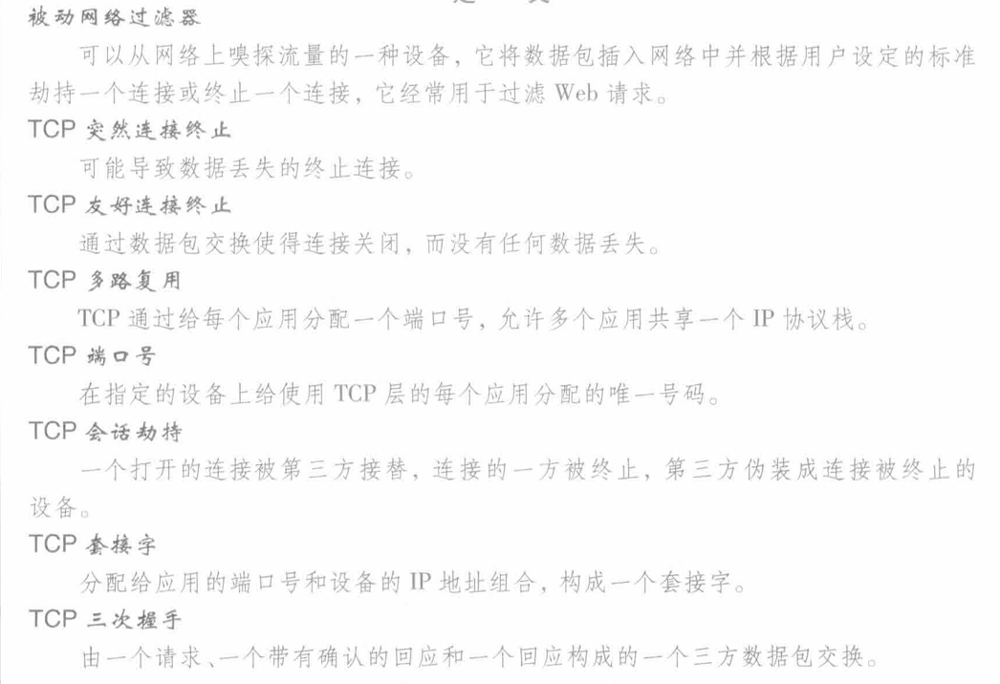 被动网络过滤器
可以从网络上嗅探流量的一种设备，它将数据包插入网络中并根据用户设定的标准
劫持一个连接或终止一个连接，它经常用于过滤 Web 请求。
TCP 突然连接终止
可能导致数据丢失的终止连接。
TCP 友好连接终止
通过数据包交换使得连接关闭，而没有任何数据丢失。
TCP 多路复用
TCP 通过给每个应用分配一个端口号，允许多个应用共享一个 IP 协议栈。
TCP 端口号
在指定的设备上给使用 TCP 层的每个应用分配的唯一号码。
TCP 会话劫持
一个打开的连接被第三方接替，连接的一方被终止，第三方伪装成连接被终止的
设备。
TCP 套接字
分配给应用的端口号和设备的 IP 地址组合，构成一个套接字。
TCP 三次握手
由一个请求、一个带有确认的回应和一个回应构成的一个三方数据包交换。